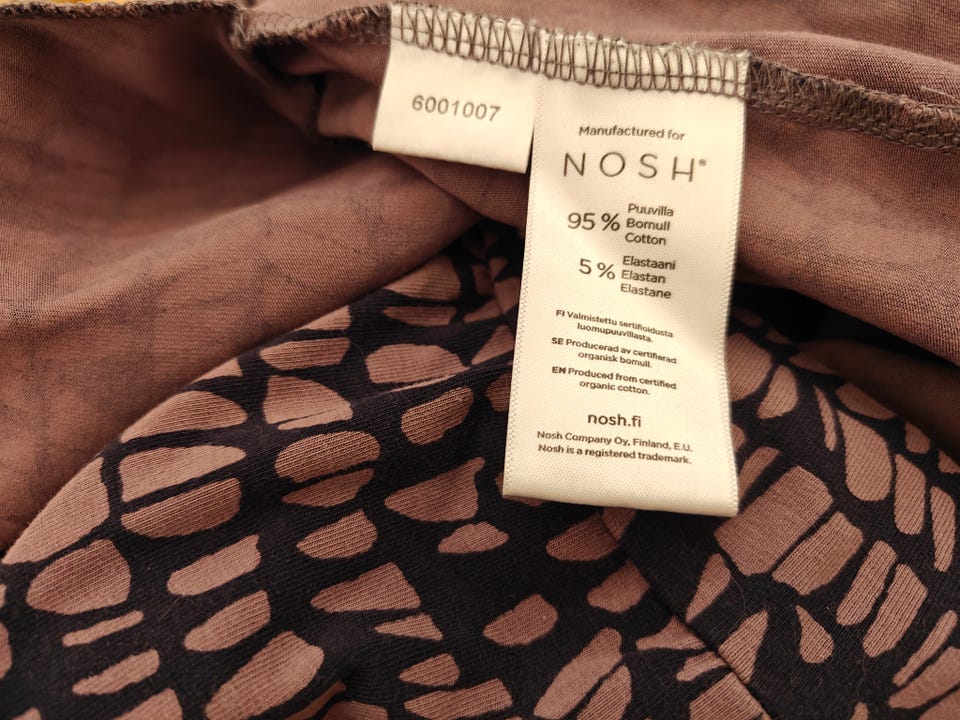 6001007
Manufactured for
NOSH®
95 % Puuvilla
Bomull
Cotton
5 % Elastaani
Elastan
Elastane
FI Valmistettu sertifioidusta
luomupuuvillasta.
SE Producerad av certifierad
organisk bomull.
EN Produced from certified
organic cotton.
nosh.fi
Nosh Company Oy, Finland, E.U.
Nosh is a registered trademark.